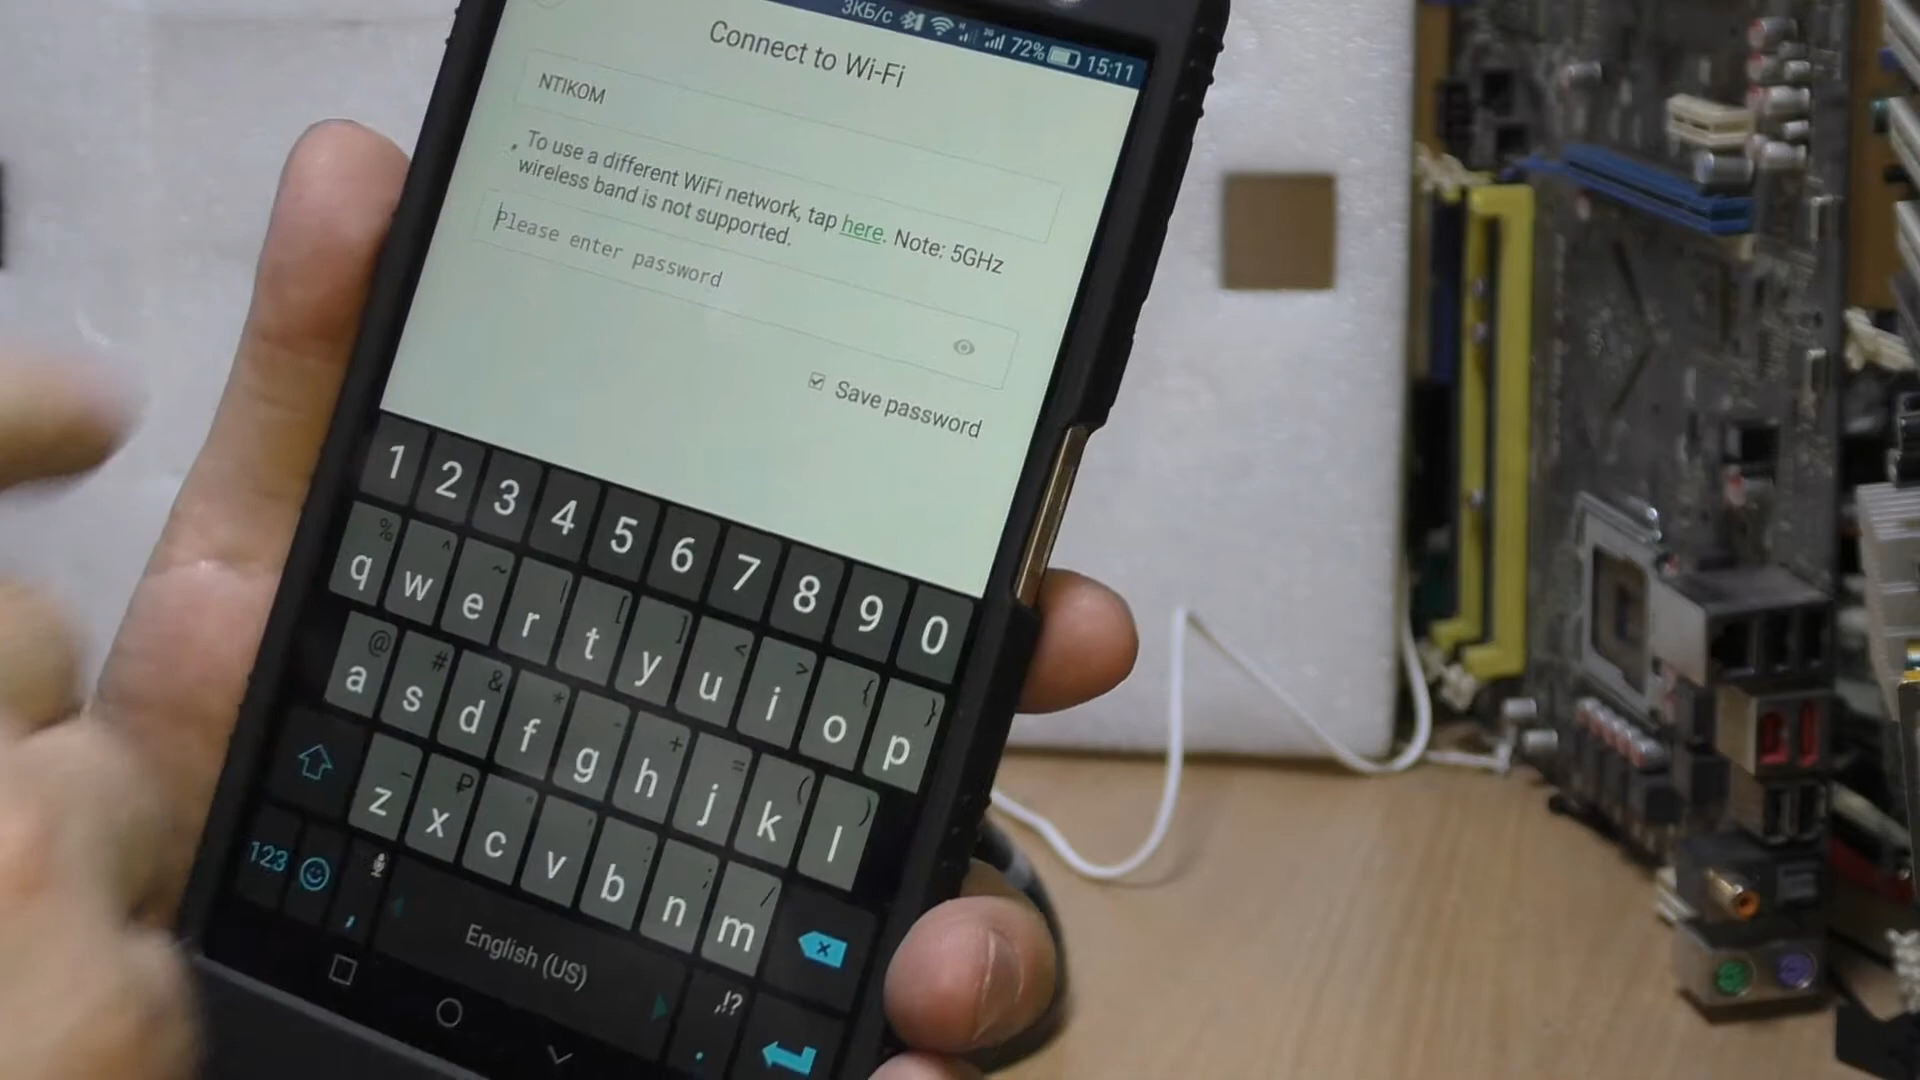 3КБ/с 72% 15:11
Connect to Wi-Fi
NTIKOM
To use a different WiFi network, tap here. Note: 5GHz
wireless band is not supported.
Please enter password
Save password
1 2 3 4 5 6 7 8 9 0
% ^ ~ | [ ] < > { }
q w e r t y u i o p
@ # & * - + = ( )
a s d f g h j k l
z x c v b n m
123 , English (US) ,!? .